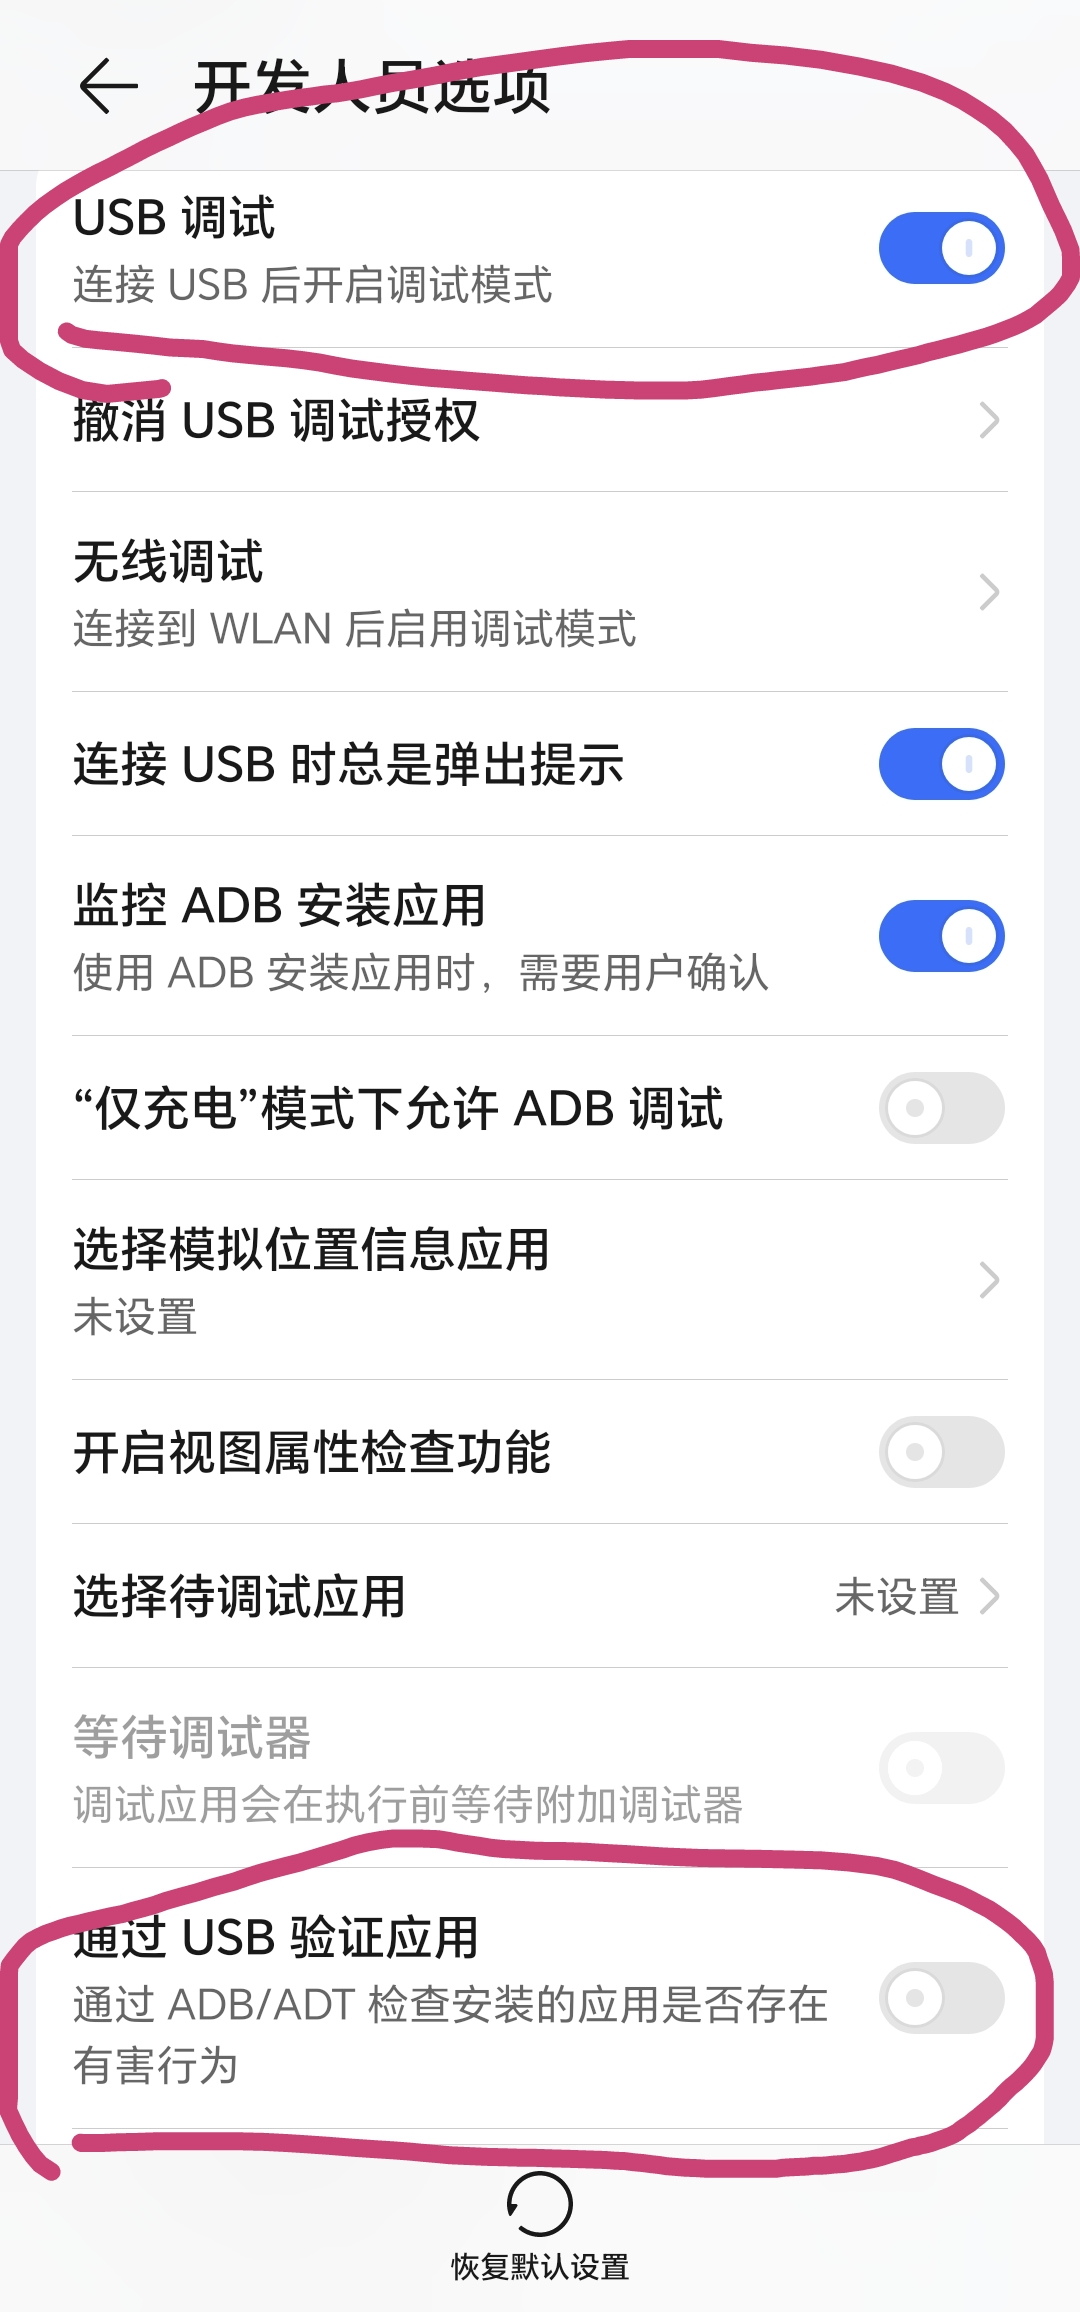 开发人员选项
USB 调试
连接 USB 后开启调试模式
撤消 USB 调试授权
无线调试
连接到 WLAN 后启用调试模式
连接 USB 时总是弹出提示
监控 ADB 安装应用
使用 ADB 安装应用时，需要用户确认
“仅充电”模式下允许 ADB 调试
选择模拟位置信息应用
未设置
开启视图属性检查功能
选择待调试应用 未设置
等待调试器
调试应用会在执行前等待附加调试器
通过 USB 验证应用
通过 ADB/ADT 检查安装的应用是否存在
有害行为
恢复默认设置